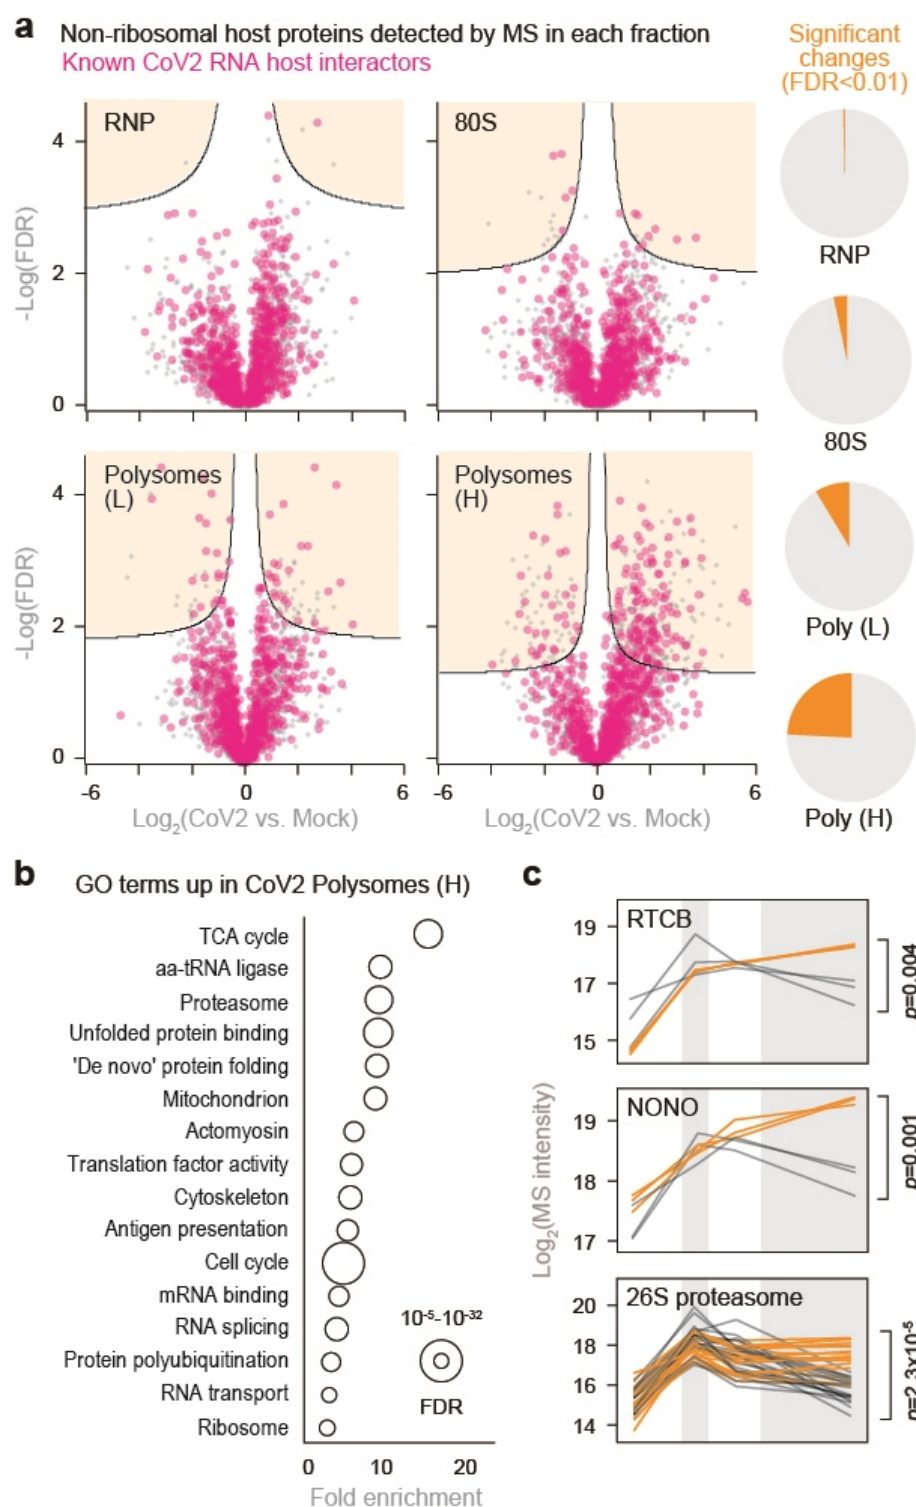 a Non-ribosomal host proteins detected by MS in each fraction
Known CoV2 RNA host interactors
Significant
changes
(FDR<0.01)
RNP
80S
4
2
0
-Log(FDR)
RNP
80S
Polysomes
(L)
Polysomes
(H)
4
2
0
-Log(FDR)
-6 0 6
-6 0 6
Log2(CoV2 vs. Mock)
Log2(CoV2 vs. Mock)
Poly (L)
Poly (H)
b GO terms up in CoV2 Polysomes (H)
TCA cycle
aa-tRNA ligase
Proteasome
Unfolded protein binding
'De novo' protein folding
Mitochondrion
Actomyosin
Translation factor activity
Cytoskeleton
Antigen presentation
Cell cycle
mRNA binding
RNA splicing
Protein polyubiquitination
RNA transport
Ribosome
10-5-10-32
FDR
0 10 20
Fold enrichment
c
RTCB
19
17
15
p=0.004
NONO
19
18
17
p=0.001
26S proteasome
20
18
16
14
p=2.3x10-5
Log2(MS intensity)